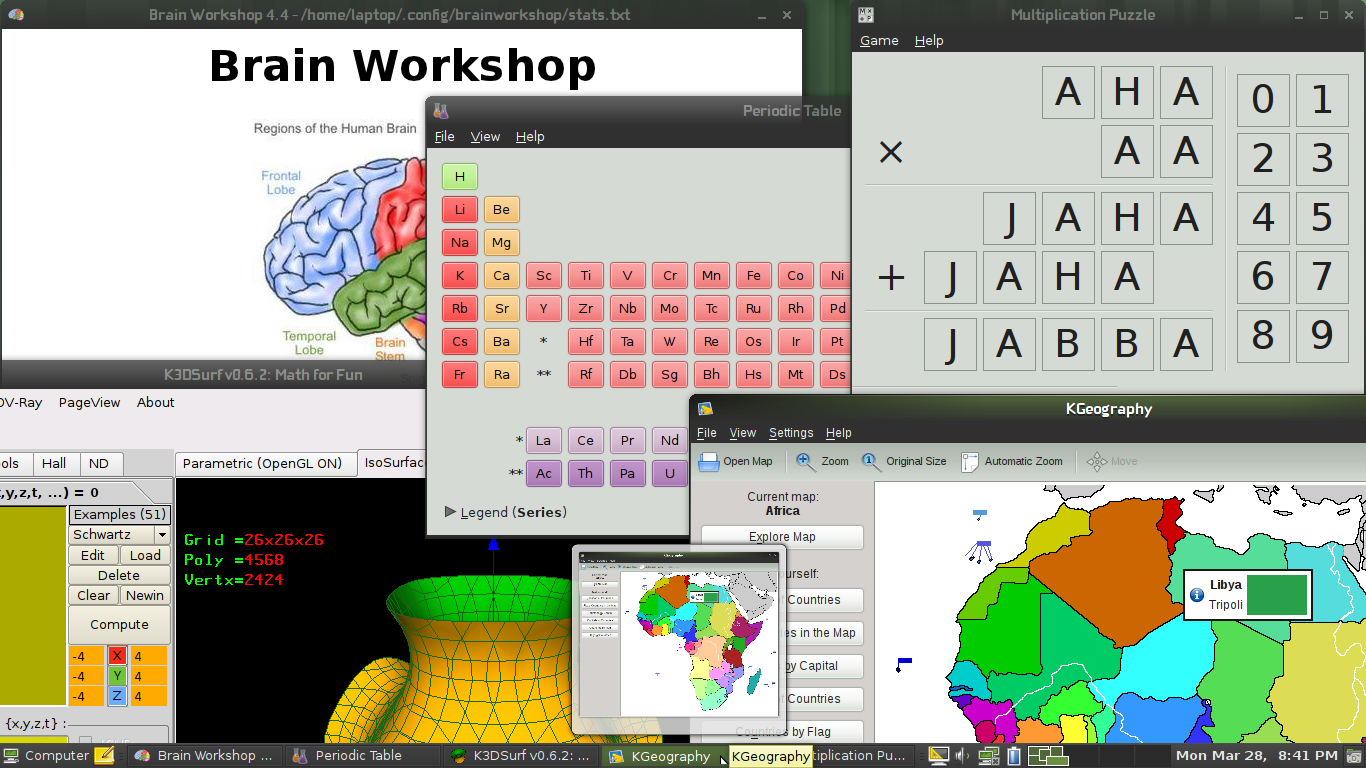 Brain Workshop 4.4 - /home/laptop/.config/brainworkshop/stats.txt
Brain Workshop
Regions of the Human Brain
Frontal
Lobe
Temporal
Lobe
Brain
Stem
Periodic Table
File View Help
H
Li Be
Na Mg
K Ca Sc Ti V Cr Mn Fe Co Ni
Rb Sr Y Zr Nb Mo Tc Ru Rh Pd
Cs Ba * Hf Ta W Re Os Ir Pt
Fr Ra ** Rf Db Sg Bh Hs Mt Ds
* La Ce Pr Nd
** Ac Th Pa U
Legend (Series)
Multiplication Puzzle
Game Help
A H A
× A A
J A H A
+ J A H A
J A B B A
0 1
2 3
4 5
6 7
8 9
K3DSurf v0.6.2: Math for Fun
OV-Ray PageView About
ols Hall ND
Parametric (OpenGL ON) IsoSurfac
x,y,z,t, ...) = 0
Examples (51)
Schwartz
Edit Load
Delete
Clear Newin
Compute
-4 X 4
-4 Y 4
-4 Z 4
{x,y,z,t} :
Grid =26x26x26
Poly =4568
Vertx=2424
KGeography
File View Settings Help
Open Map Zoom Original Size Automatic Zoom Move
Current map:
Africa
Explore Map
urself:
Countries
es in the Map
by Capital
f Countries
Countries by Flag
Libya
Tripoli
Computer Brain Workshop ... Periodic Table K3DSurf v0.6.2: ... KGeography KGeography tiplication Pu... Mon Mar 28, 8:41 PM